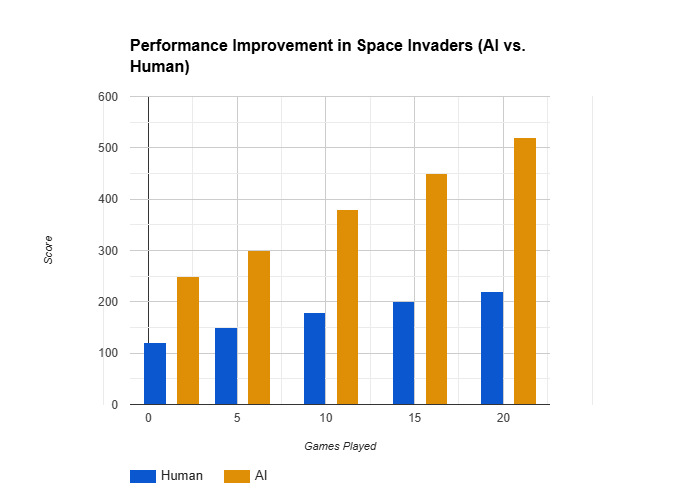 Performance Improvement in Space Invaders (AI vs.
Human)
600
500
400
300
200
100
0
Score
0 5 10 15 20
Games Played
Human AI